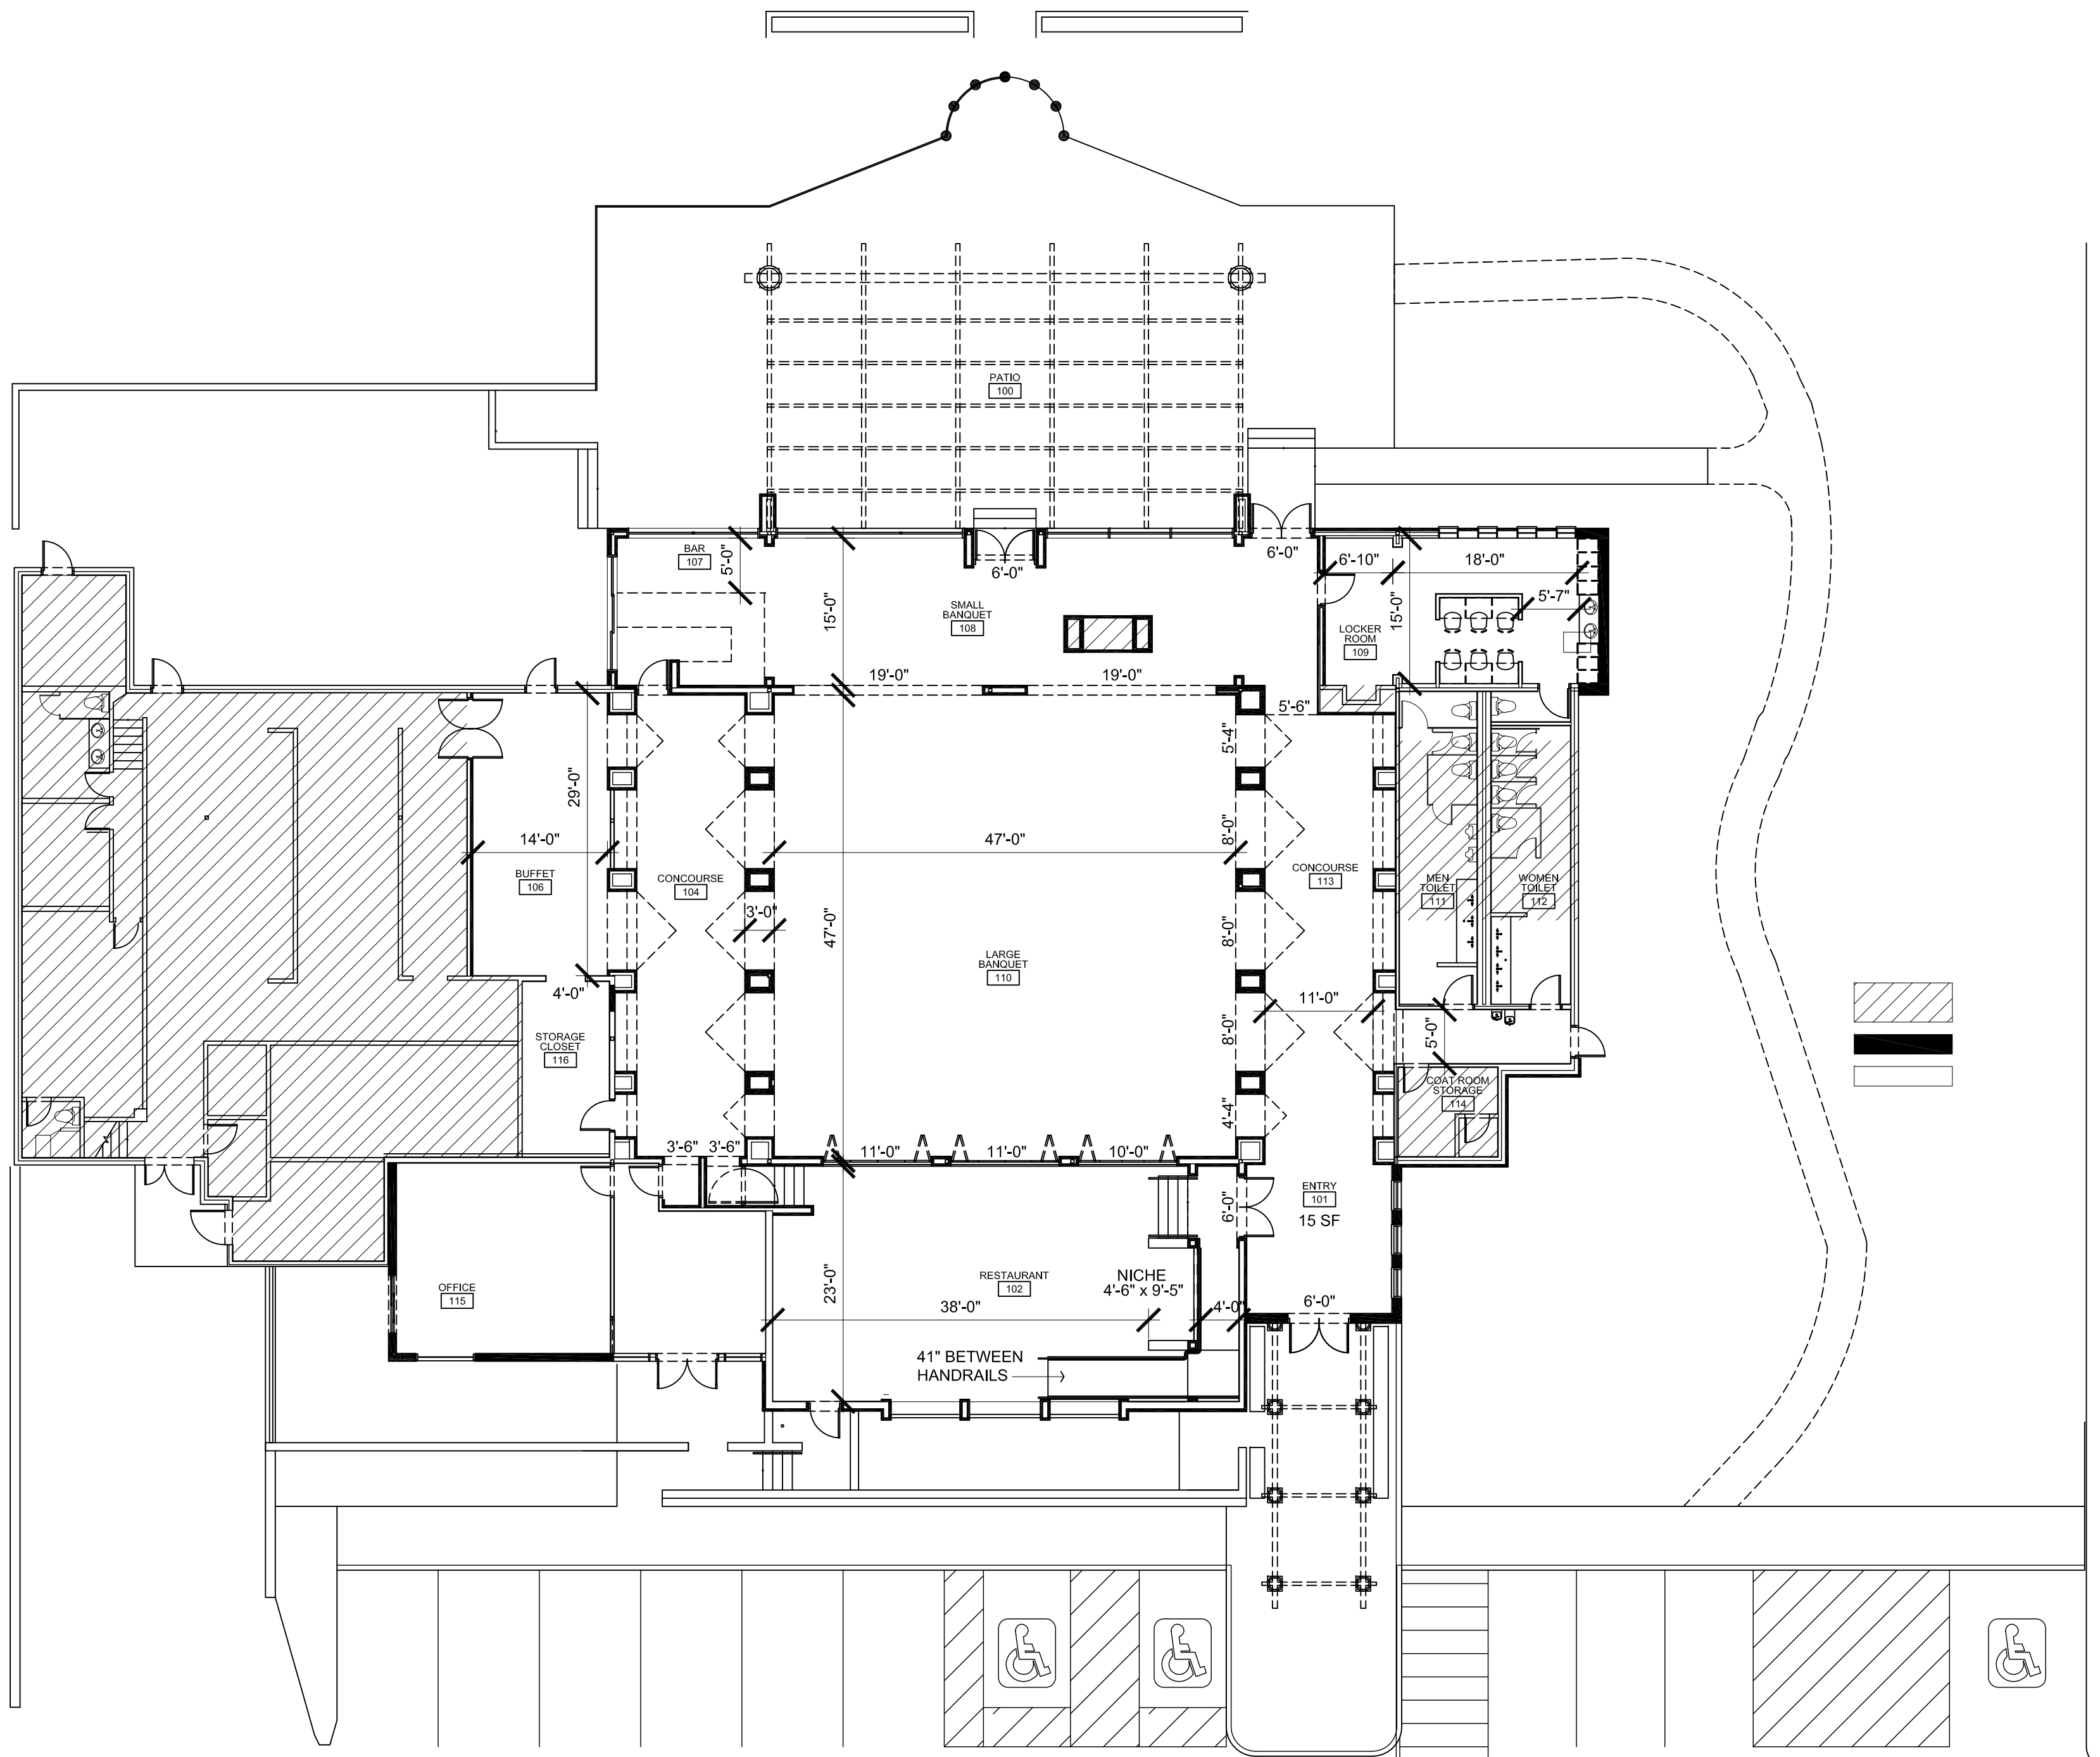 PATIO
100
BAR
107
5'-0"
6'-0"
6'-0"
6'-10"
18'-0"
5'-7"
15'-0"
SMALL
BANQUET
108
15'-0"
LOCKER
ROOM
109
19'-0"
19'-0"
5'-6"
5'-4"
29'-0"
14'-0"
47'-0"
8'-0"
BUFFET
106
CONCOURSE
104
CONCOURSE
113
MEN
TOILET
111
WOMEN
TOILET
112
3'-0"
47'-0"
8'-0"
LARGE
BANQUET
110
4'-0"
11'-0"
STORAGE
CLOSET
116
8'-0"
5'-0"
COAT ROOM
STORAGE
114
4'-4"
3'-6"
3'-6"
11'-0"
11'-0"
10'-0"
6'-0"
ENTRY
101
15 SF
OFFICE
115
23'-0"
RESTAURANT
102
NICHE
4'-6" x 9'-5"
38'-0"
4'-0"
6'-0"
41" BETWEEN
HANDRAILS